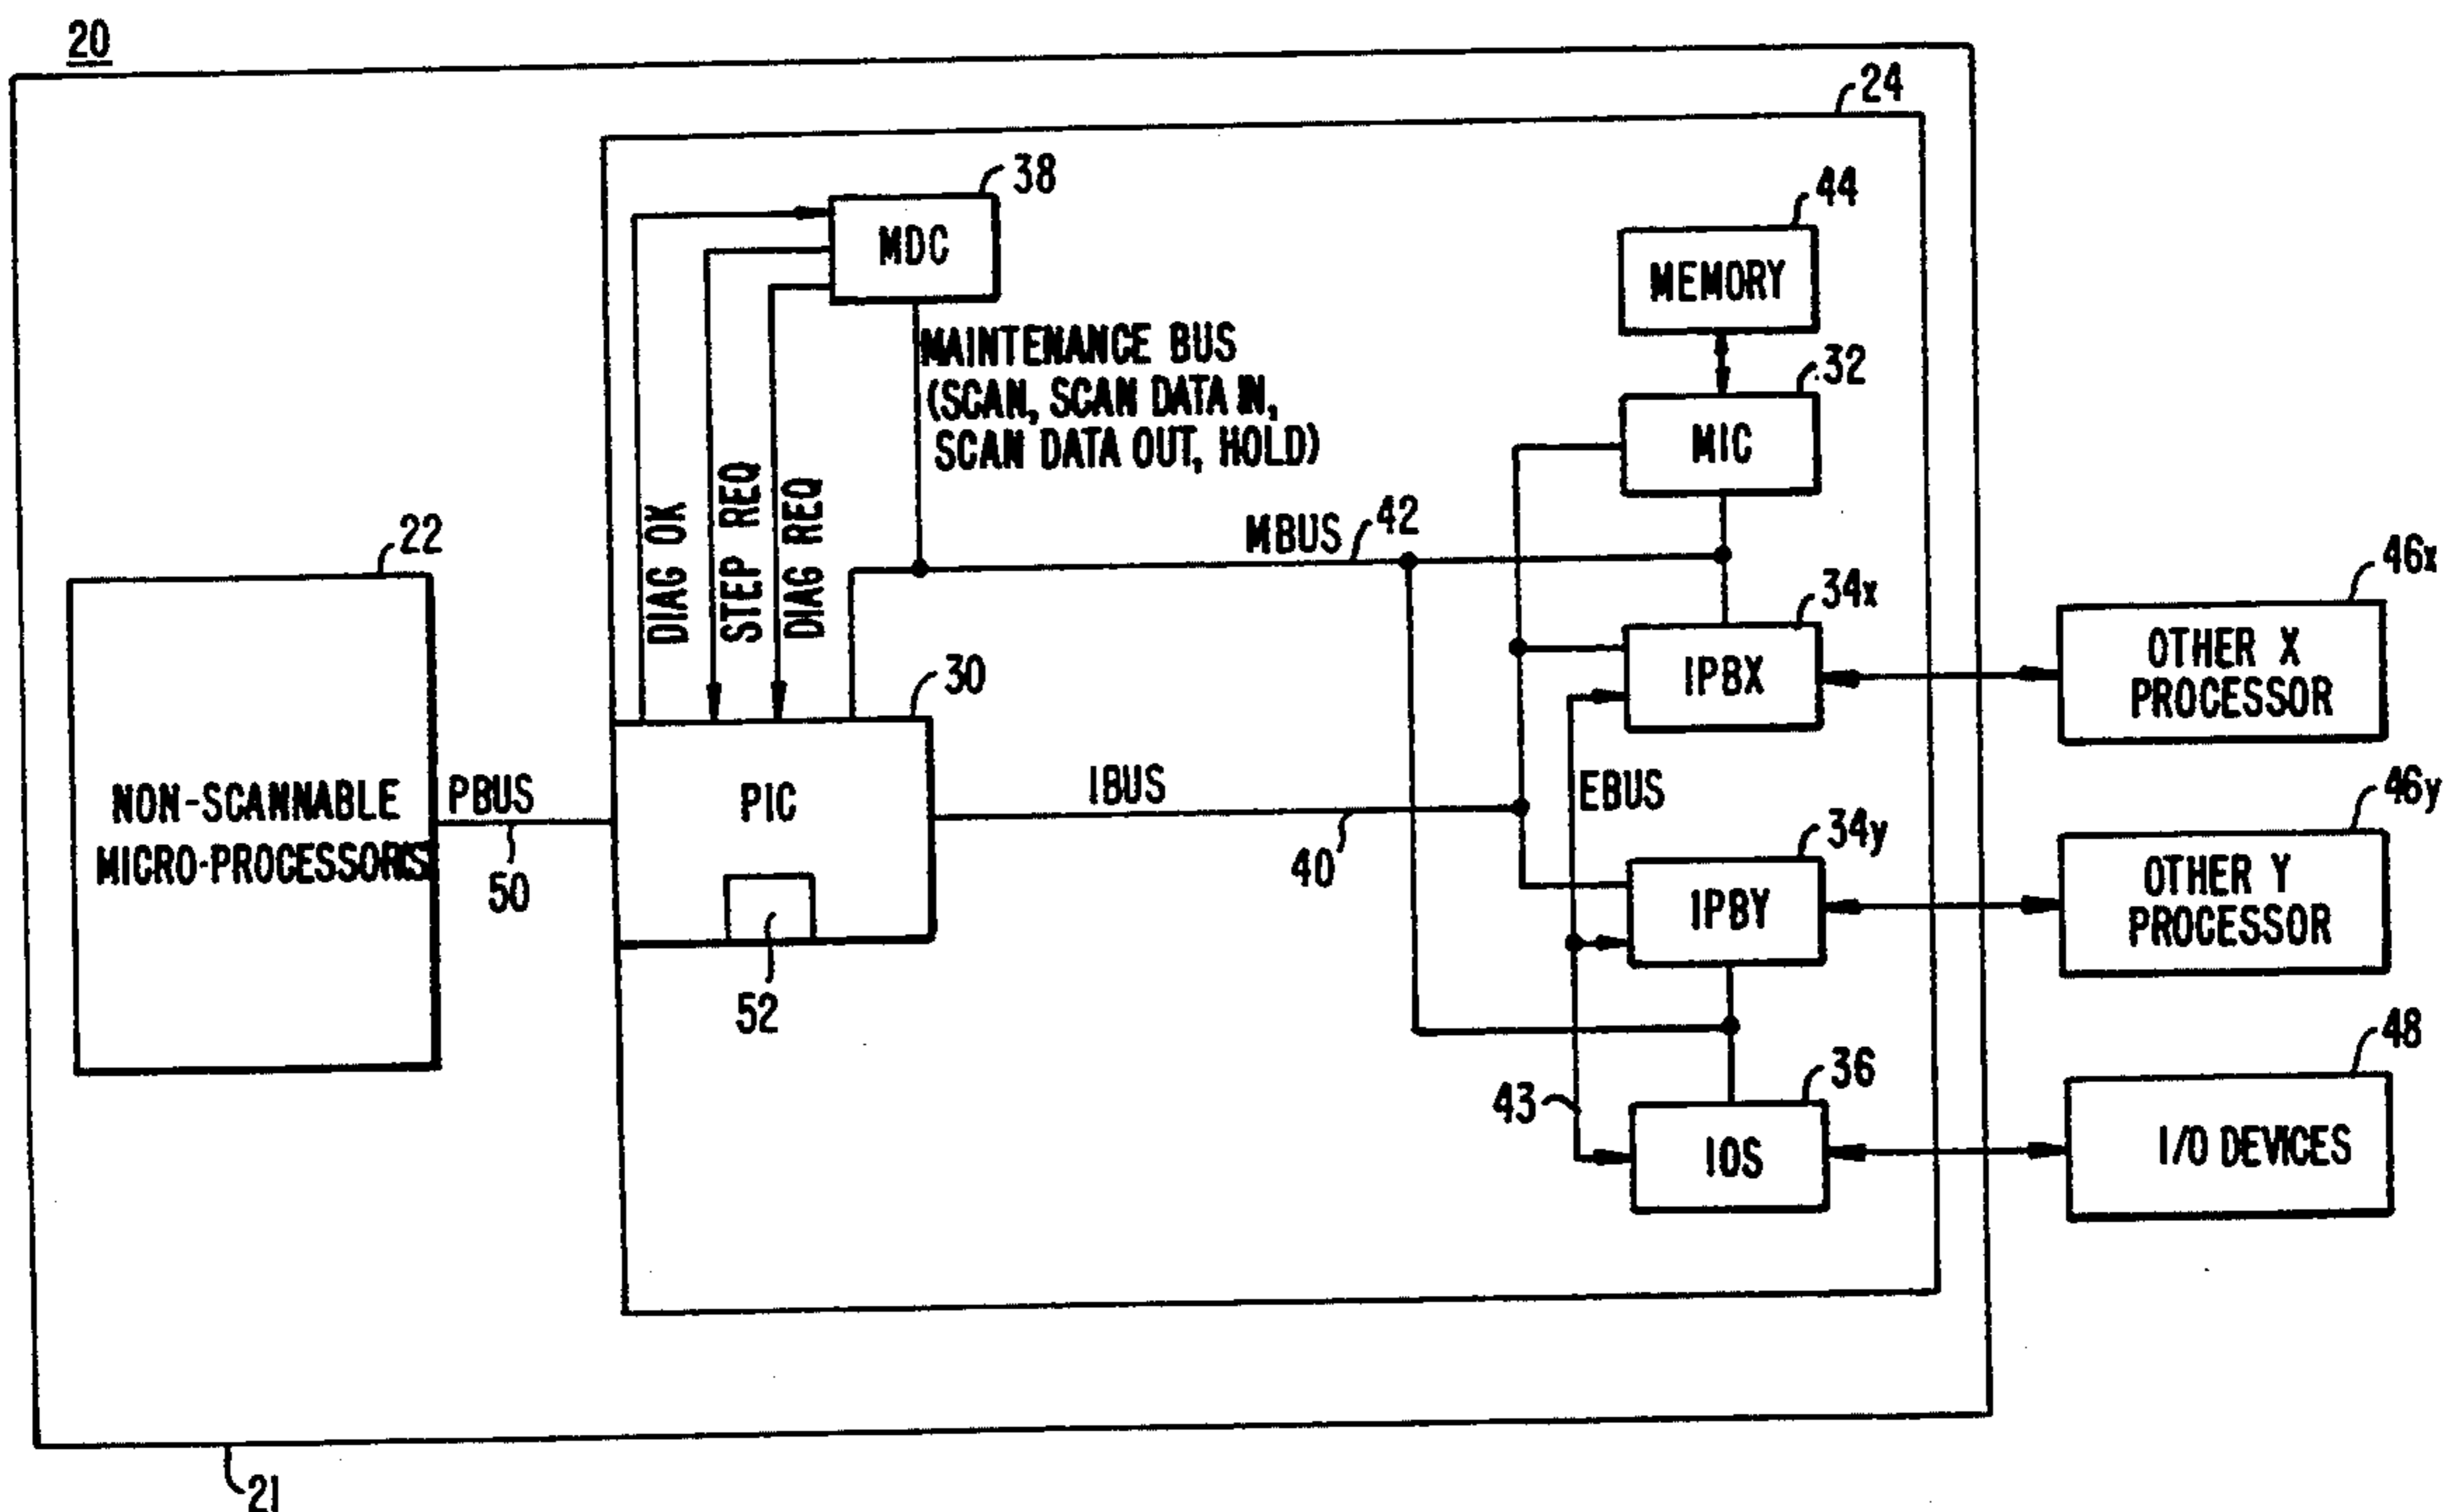 20
24
38
MDC
44
MEMORY
MAINTENANCE BUS
(SCAN, SCAN DATA IN,
SCAN DATA OUT, HOLD)
32
MIC
DIAG OK
STEP REQ
DIAG REQ
MBUS
42
22
NON-SCANNABLE
MICRO-PROCESSOR(S)
PBUS
50
30
PIC
52
IBUS
40
34x
IPBX
EBUS
34y
IPBY
43
36
IOS
46x
OTHER X
PROCESSOR
46y
OTHER Y
PROCESSOR
48
I/O DEVICES
21